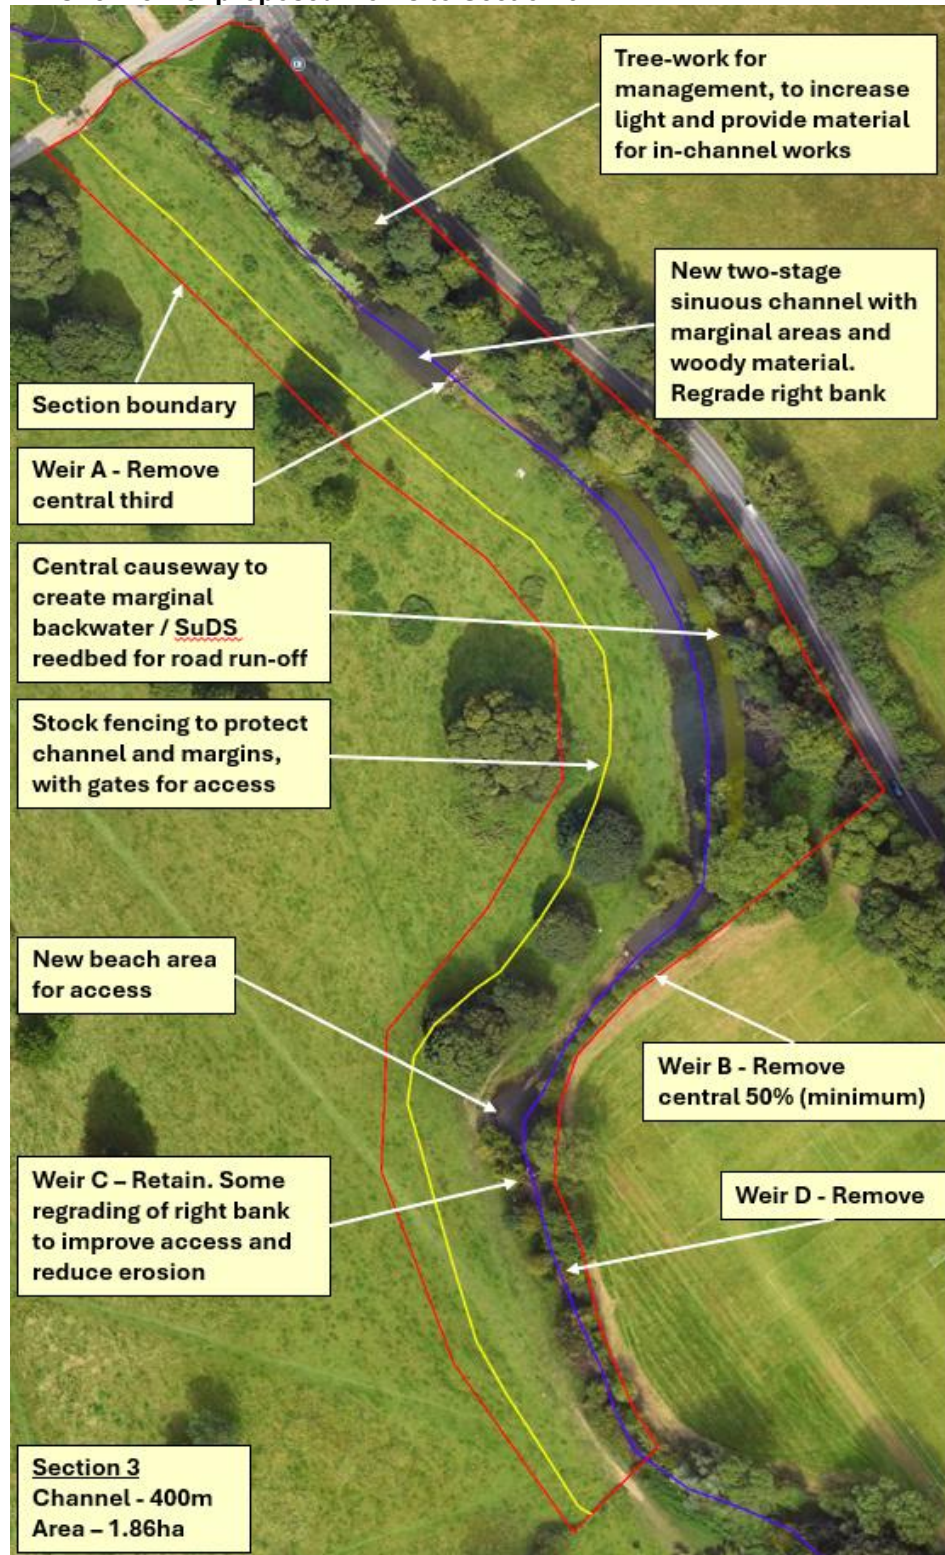 Tree-work for
management, to increase
light and provide material
for in-channel works
New two-stage
sinuous channel with
marginal areas and
woody material.
Regrade right bank
Section boundary
Weir A - Remove
central third
Central causeway to
create marginal
backwater / SuDS
reedbed for road run-off
Stock fencing to protect
channel and margins,
with gates for access
New beach area
for access
Weir B - Remove
central 50% (minimum)
Weir C – Retain. Some
regrading of right bank
to improve access and
reduce erosion
Weir D - Remove
Section 3
Channel - 400m
Area – 1.86ha